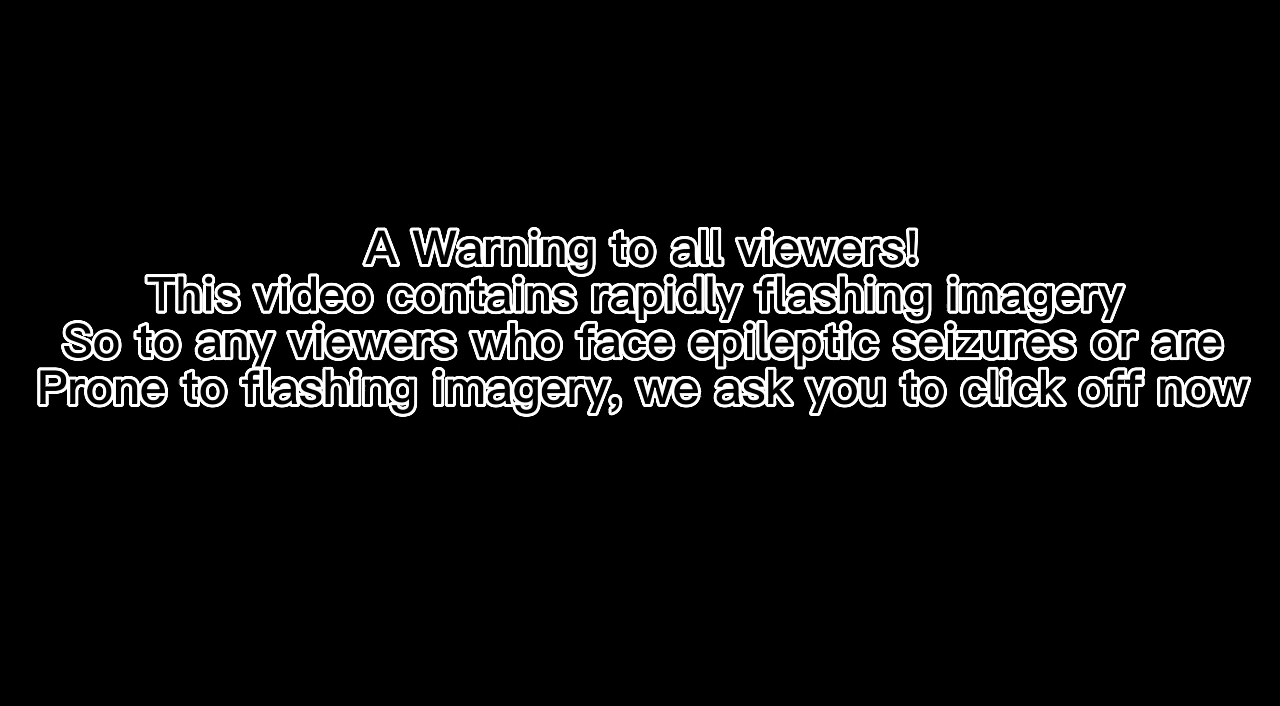 A Warning to all viewers!
This video contains rapidly flashing imagery
So to any viewers who face epileptic seizures or are
Prone to flashing imagery, we ask you to click off now